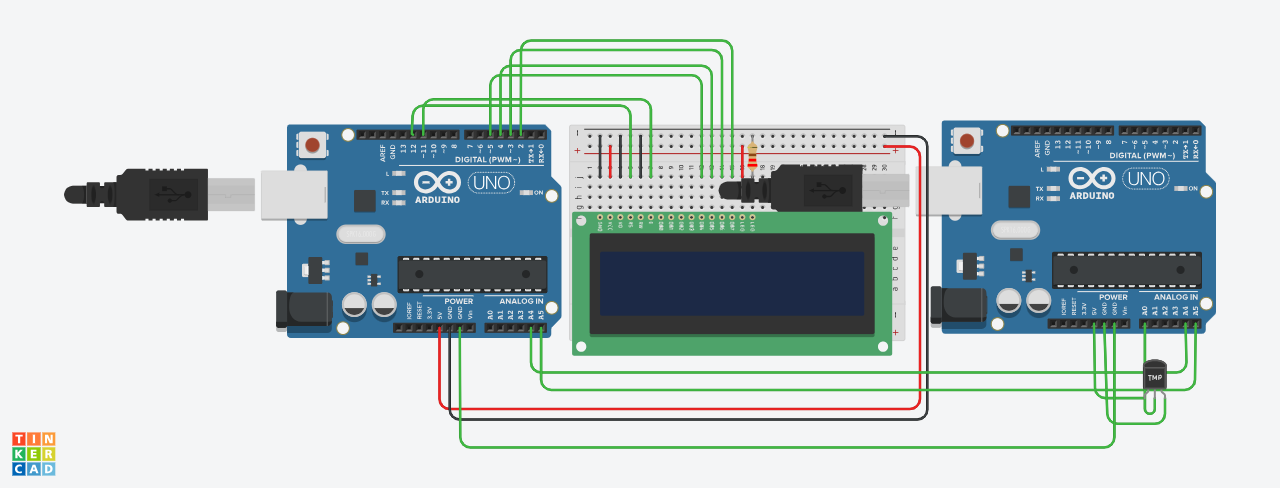 AREF
GND
13
12
~11
~10
~9
8
7
~6
~5
4
~3
2
TX→1
RX←0
DIGITAL (PWM~)
L
TX
RX
ARDUINO
UNO
ON
POWER
ANALOG IN
IOREF
RESET
3.3V
5V
GND
GND
Vin
A0
A1
A2
A3
A4
A5
AREF
GND
13
12
~11
~10
~9
8
7
~6
~5
4
~3
2
TX→1
RX←0
DIGITAL (PWM~)
L
TX
RX
ARDUINO
UNO
ON
POWER
ANALOG IN
IOREF
RESET
3.3V
5V
GND
GND
Vin
A0
A1
A2
A3
A4
A5
TMP
TIN
KER
CAD